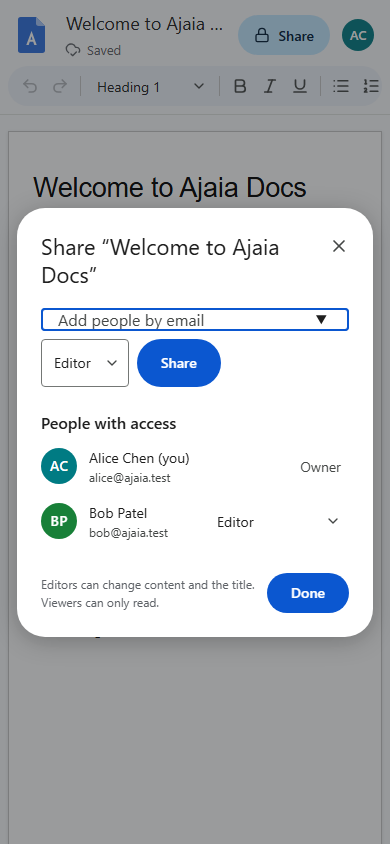 Welcome to Ajaia ...
Saved
Share
AC
Heading 1
B I U
Welcome to Ajaia Docs
Share “Welcome to Ajaia
Docs”
Add people by email
Editor
Share
People with access
AC
Alice Chen (you)
alice@ajaia.test
Owner
BP
Bob Patel
bob@ajaia.test
Editor
Editors can change content and the title.
Viewers can only read.
Done